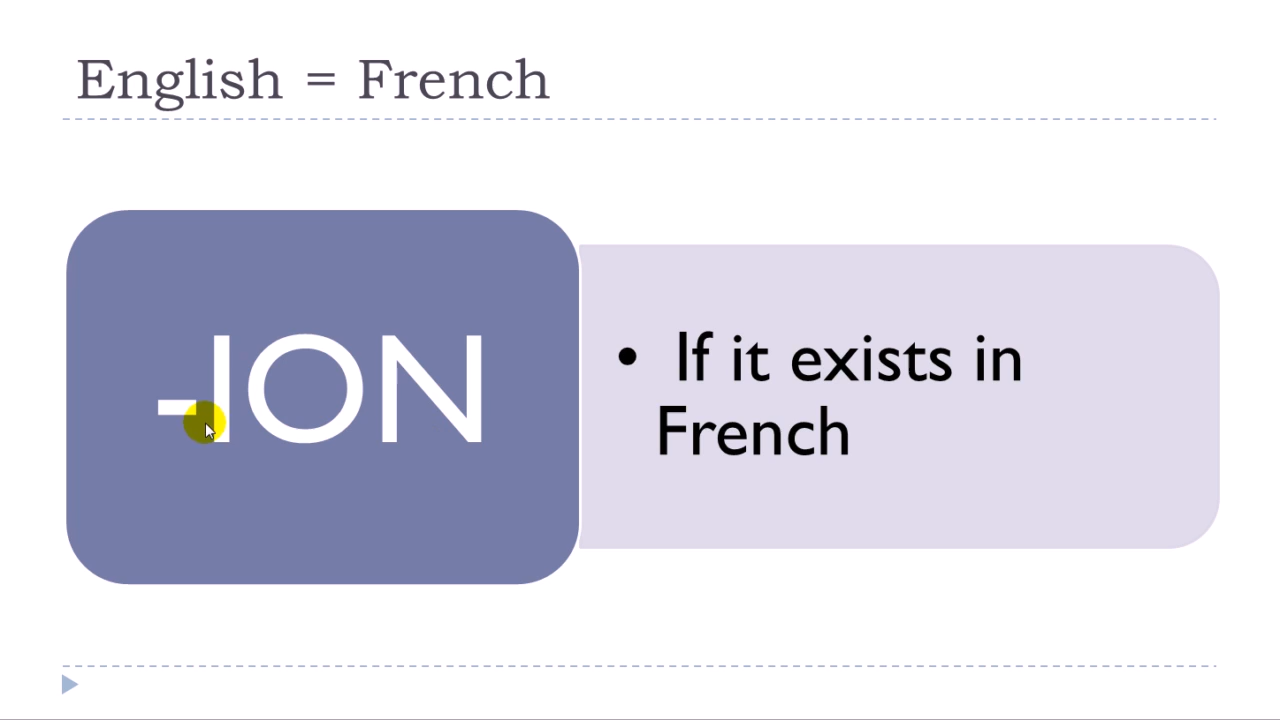 English = French
-ION
• If it exists in
French